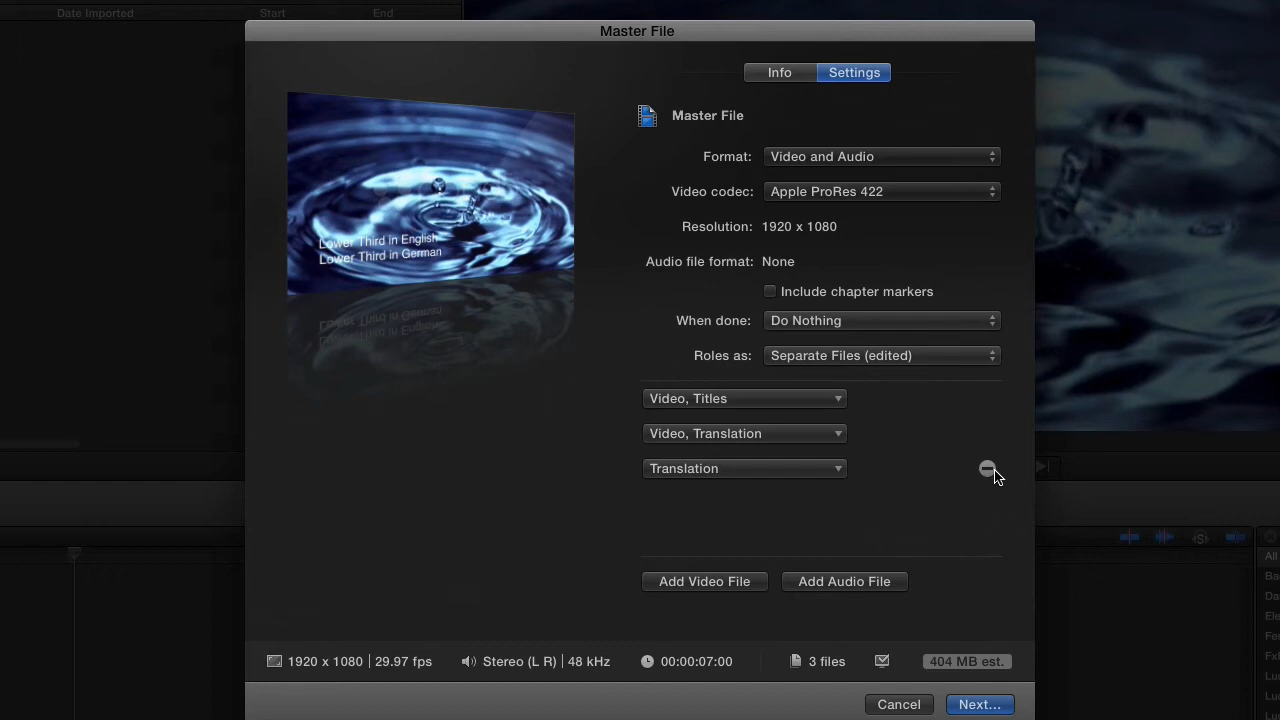 Date Imported Start End
Master File
Info Settings
Master File
Format: Video and Audio
Video codec: Apple ProRes 422
Resolution: 1920 x 1080
Audio file format: None
Include chapter markers
When done: Do Nothing
Roles as: Separate Files (edited)
Lower Third in English
Lower Third in German
Video, Titles
Video, Translation
Translation
Add Video File Add Audio File
1920 x 1080 | 29.97 fps Stereo (L R) | 48 kHz 00:00:07:00 3 files 404 MB est.
Cancel Next...
All